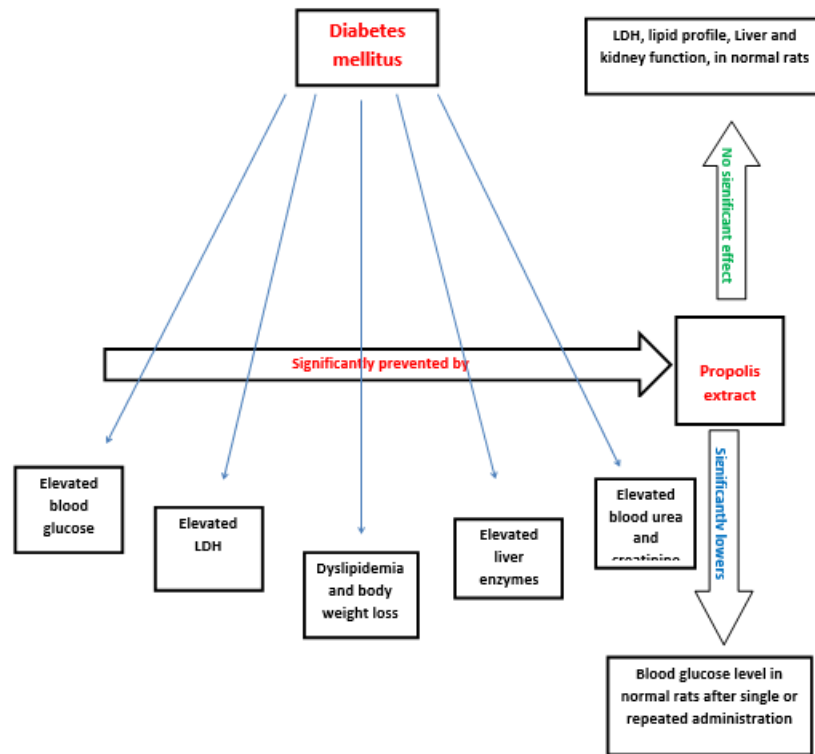 Diabetes
mellitus
LDH, lipid profile, Liver and
kidney function, in normal rats
No significant effect
Significantly prevented by
Propolis
extract
Significantly lowers
Elevated
blood
glucose
Elevated
LDH
Dyslipidemia
and body
weight loss
Elevated
liver
enzymes
Elevated
blood urea
and
creatinine
Blood glucose level in
normal rats after single or
repeated administration